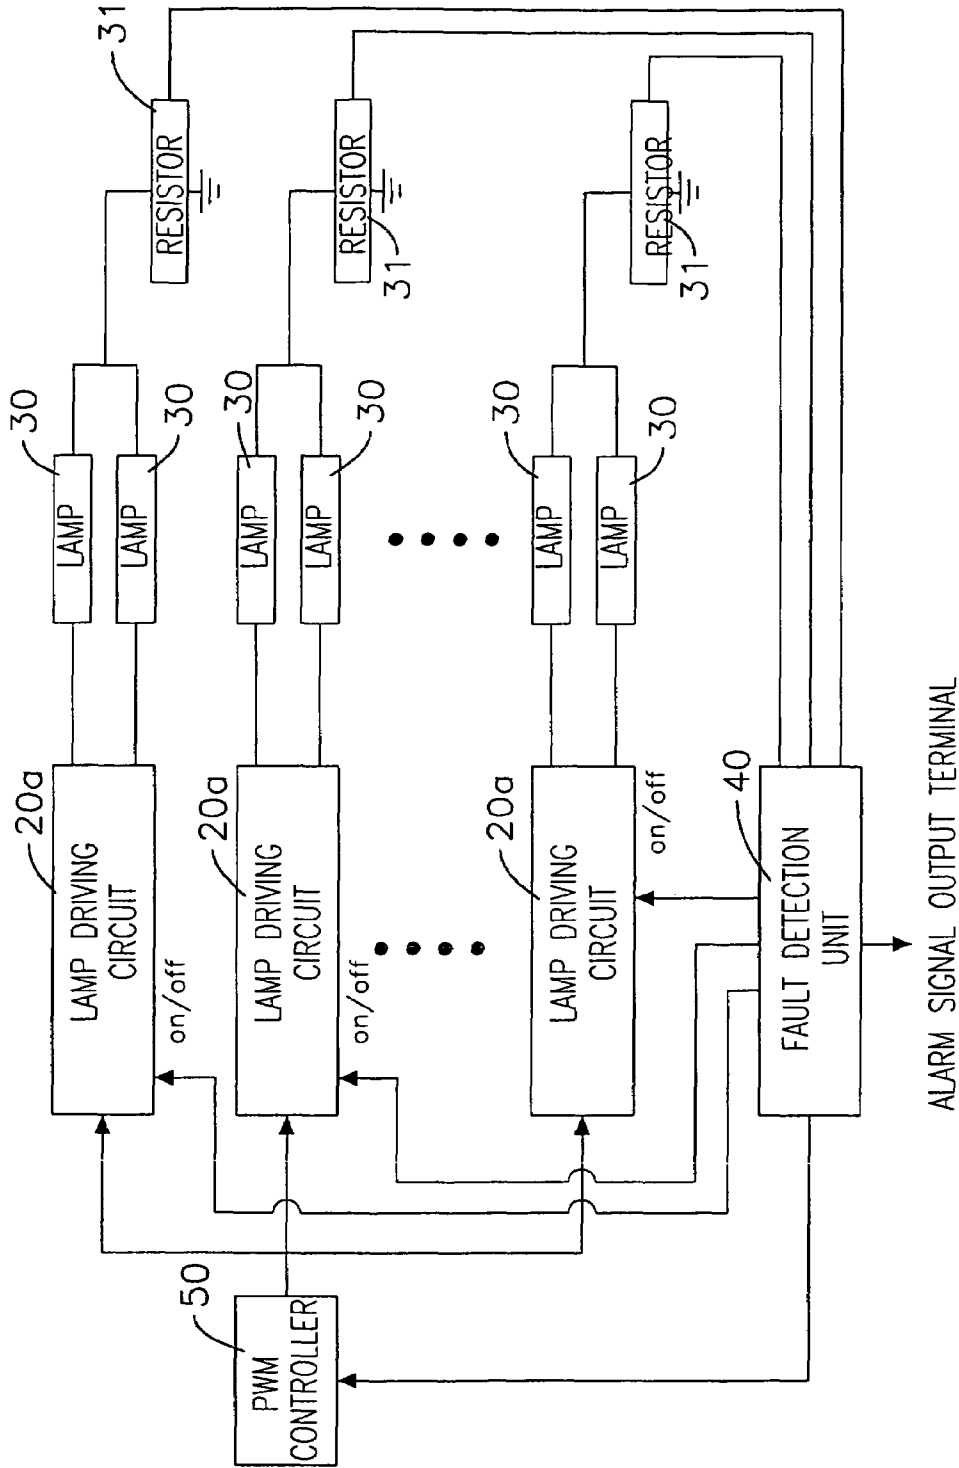 31
RESISTOR
RESISTOR
31
RESISTOR
31
30
LAMP
30
LAMP
30
LAMP
30
LAMP
30
LAMP
30
LAMP
20a
LAMP DRIVING
CIRCUIT
on/off
20a
LAMP DRIVING
CIRCUIT
on/off
20a
LAMP DRIVING
CIRCUIT
on/off
40
FAULT DETECTION
UNIT
50
PWM
CONTROLLER
ALARM SIGNAL OUTPUT TERMINAL